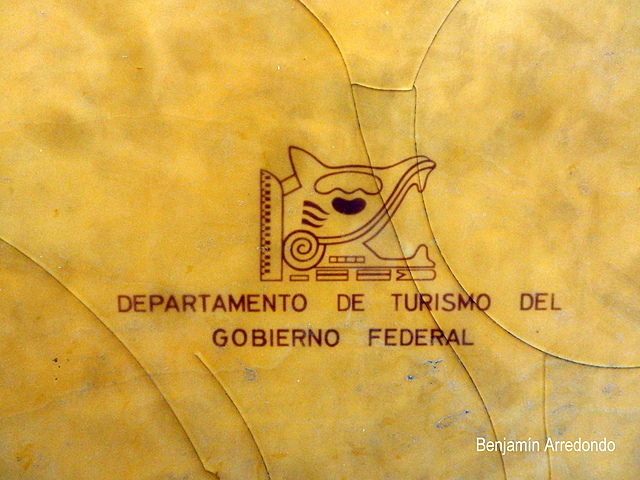 DEPARTAMENTO DE TURISMO DEL
GOBIERNO FEDERAL
Benjamín Arredondo